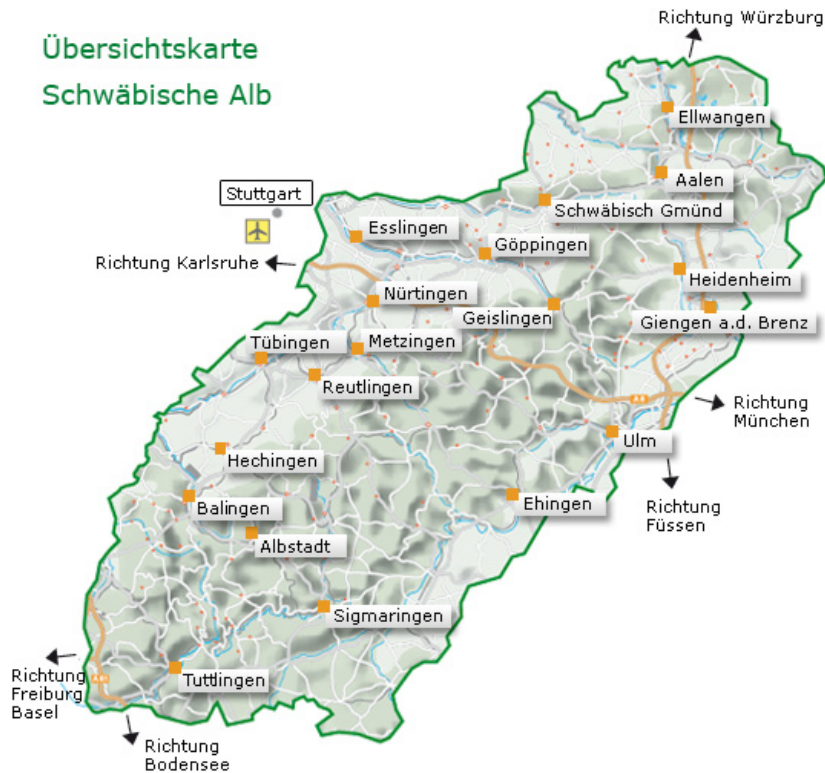 Richtung Würzburg
Übersichtskarte
Schwäbische Alb
Ellwangen
Aalen
Stuttgart
Schwäbisch Gmünd
Esslingen
Göppingen
Richtung Karlsruhe
Heidenheim
Nürtingen
Geislingen
Giengen a.d. Brenz
Tübingen
Metzingen
Reutlingen
Richtung
München
Ulm
Hechingen
Balingen
Ehingen
Richtung
Füssen
Albstadt
Sigmaringen
Richtung
Freiburg
Basel
Tuttlingen
Richtung
Bodensee